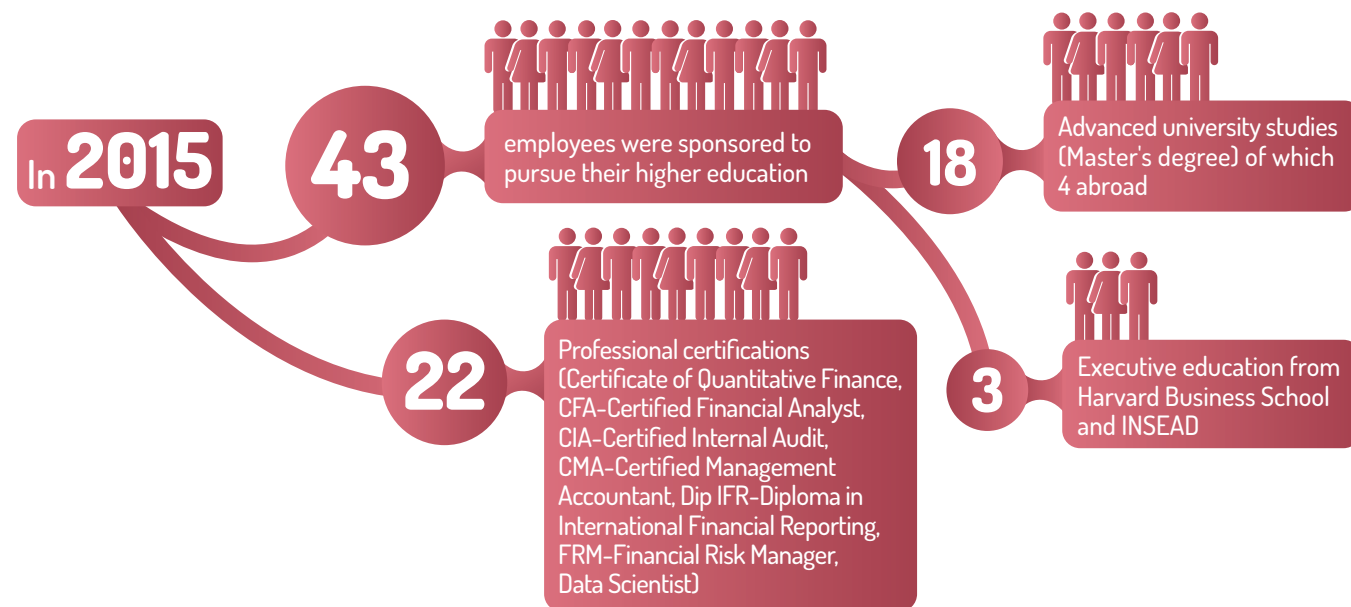 In 2015
43
employees were sponsored to
pursue their higher education
18
Advanced university studies
(Master's degree) of which
4 abroad
3
Executive education from
Harvard Business School
and INSEAD
22
Professional certifications
(Certificate of Quantitative Finance,
CFA-Certified Financial Analyst,
CIA-Certified Internal Audit,
CMA-Certified Management
Accountant, Dip IFR-Diploma in
International Financial Reporting,
FRM-Financial Risk Manager,
Data Scientist)